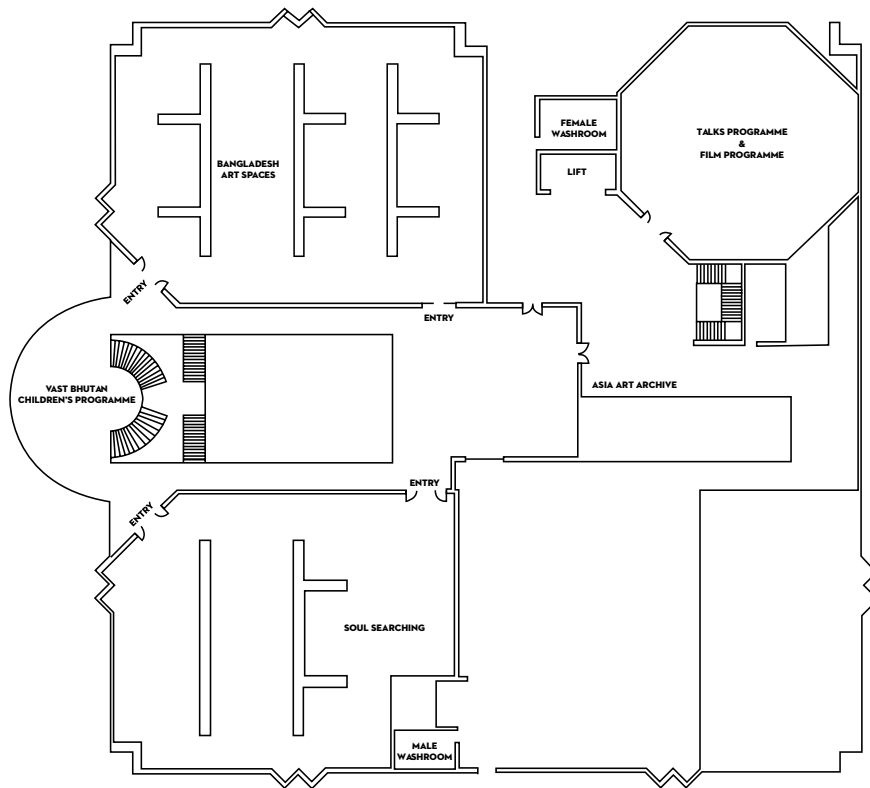 FEMALE
WASHROOM
TALKS PROGRAMME
&
FILM PROGRAMME
BANGLADESH
ART SPACES
LIFT
ENTRY
ENTRY
VAST BHUTAN
CHILDREN'S PROGRAMME
ASIA ART ARCHIVE
ENTRY
ENTRY
SOUL SEARCHING
MALE
WASHROOM